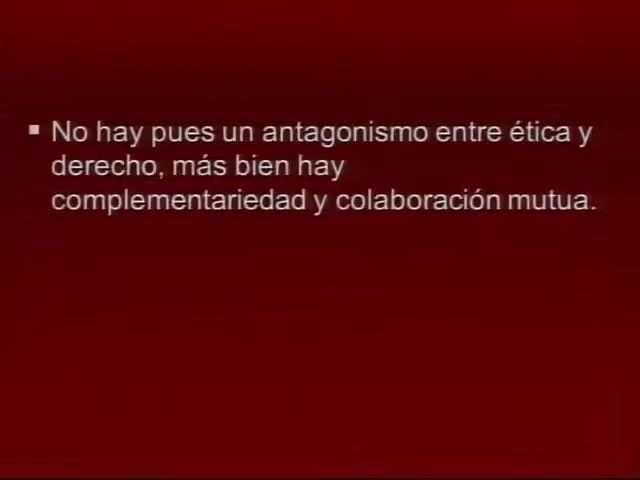 No hay pues un antagonismo entre ética y
derecho, más bien hay
complementariedad y colaboración mutua.